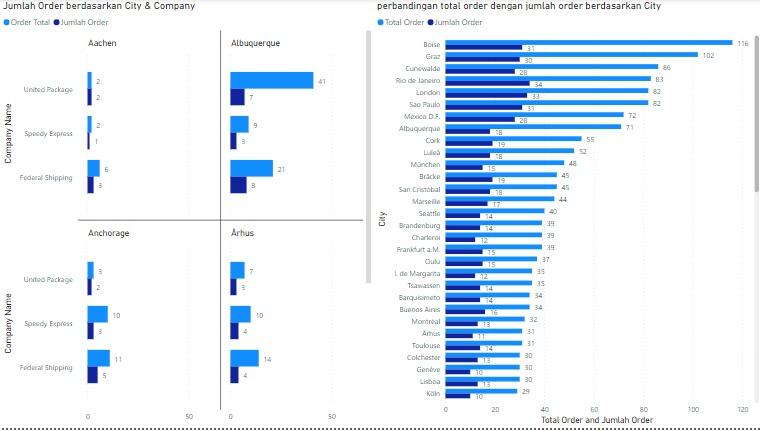 Jumlah Order berdasarkan City & Company
Order Total Jumlah Order
Company Name
Aachen
Albuquerque
United Package 2 2 41 7
Speedy Express 2 1 9 3
Federal Shipping 6 3 21 8
Company Name
Anchorage
Århus
United Package 3 2 7 3
Speedy Express 10 3 10 4
Federal Shipping 11 5 14 4
0 50 0 50
perbandingan total order dengan jumlah order berdasarkan City
Total Order Jumlah Order
City
Boise 116 31
Graz 102 30
Cunewalde 86 28
Rio de Janeiro 83 34
London 82 33
Sao Paulo 82 31
México D.F. 72 28
Albuquerque 71 18
Cork 55 19
Luleå 52 18
München 48 15
Bräcke 45 19
San Cristóbal 45 18
Marseille 44 17
Seattle 40 14
Brandenburg 39 14
Charleroi 39 12
Frankfurt a.M. 39 15
Oulu 37 15
I. de Margarita 35 12
Tsawassen 35 14
Barquisimeto 34 14
Buenos Aires 34 16
Montréal 32 13
Århus 31 11
Toulouse 31 14
Colchester 30 13
Genève 30 10
Lisboa 30 13
Köln 29 10
0 20 40 60 80 100 120
Total Order and Jumlah Order